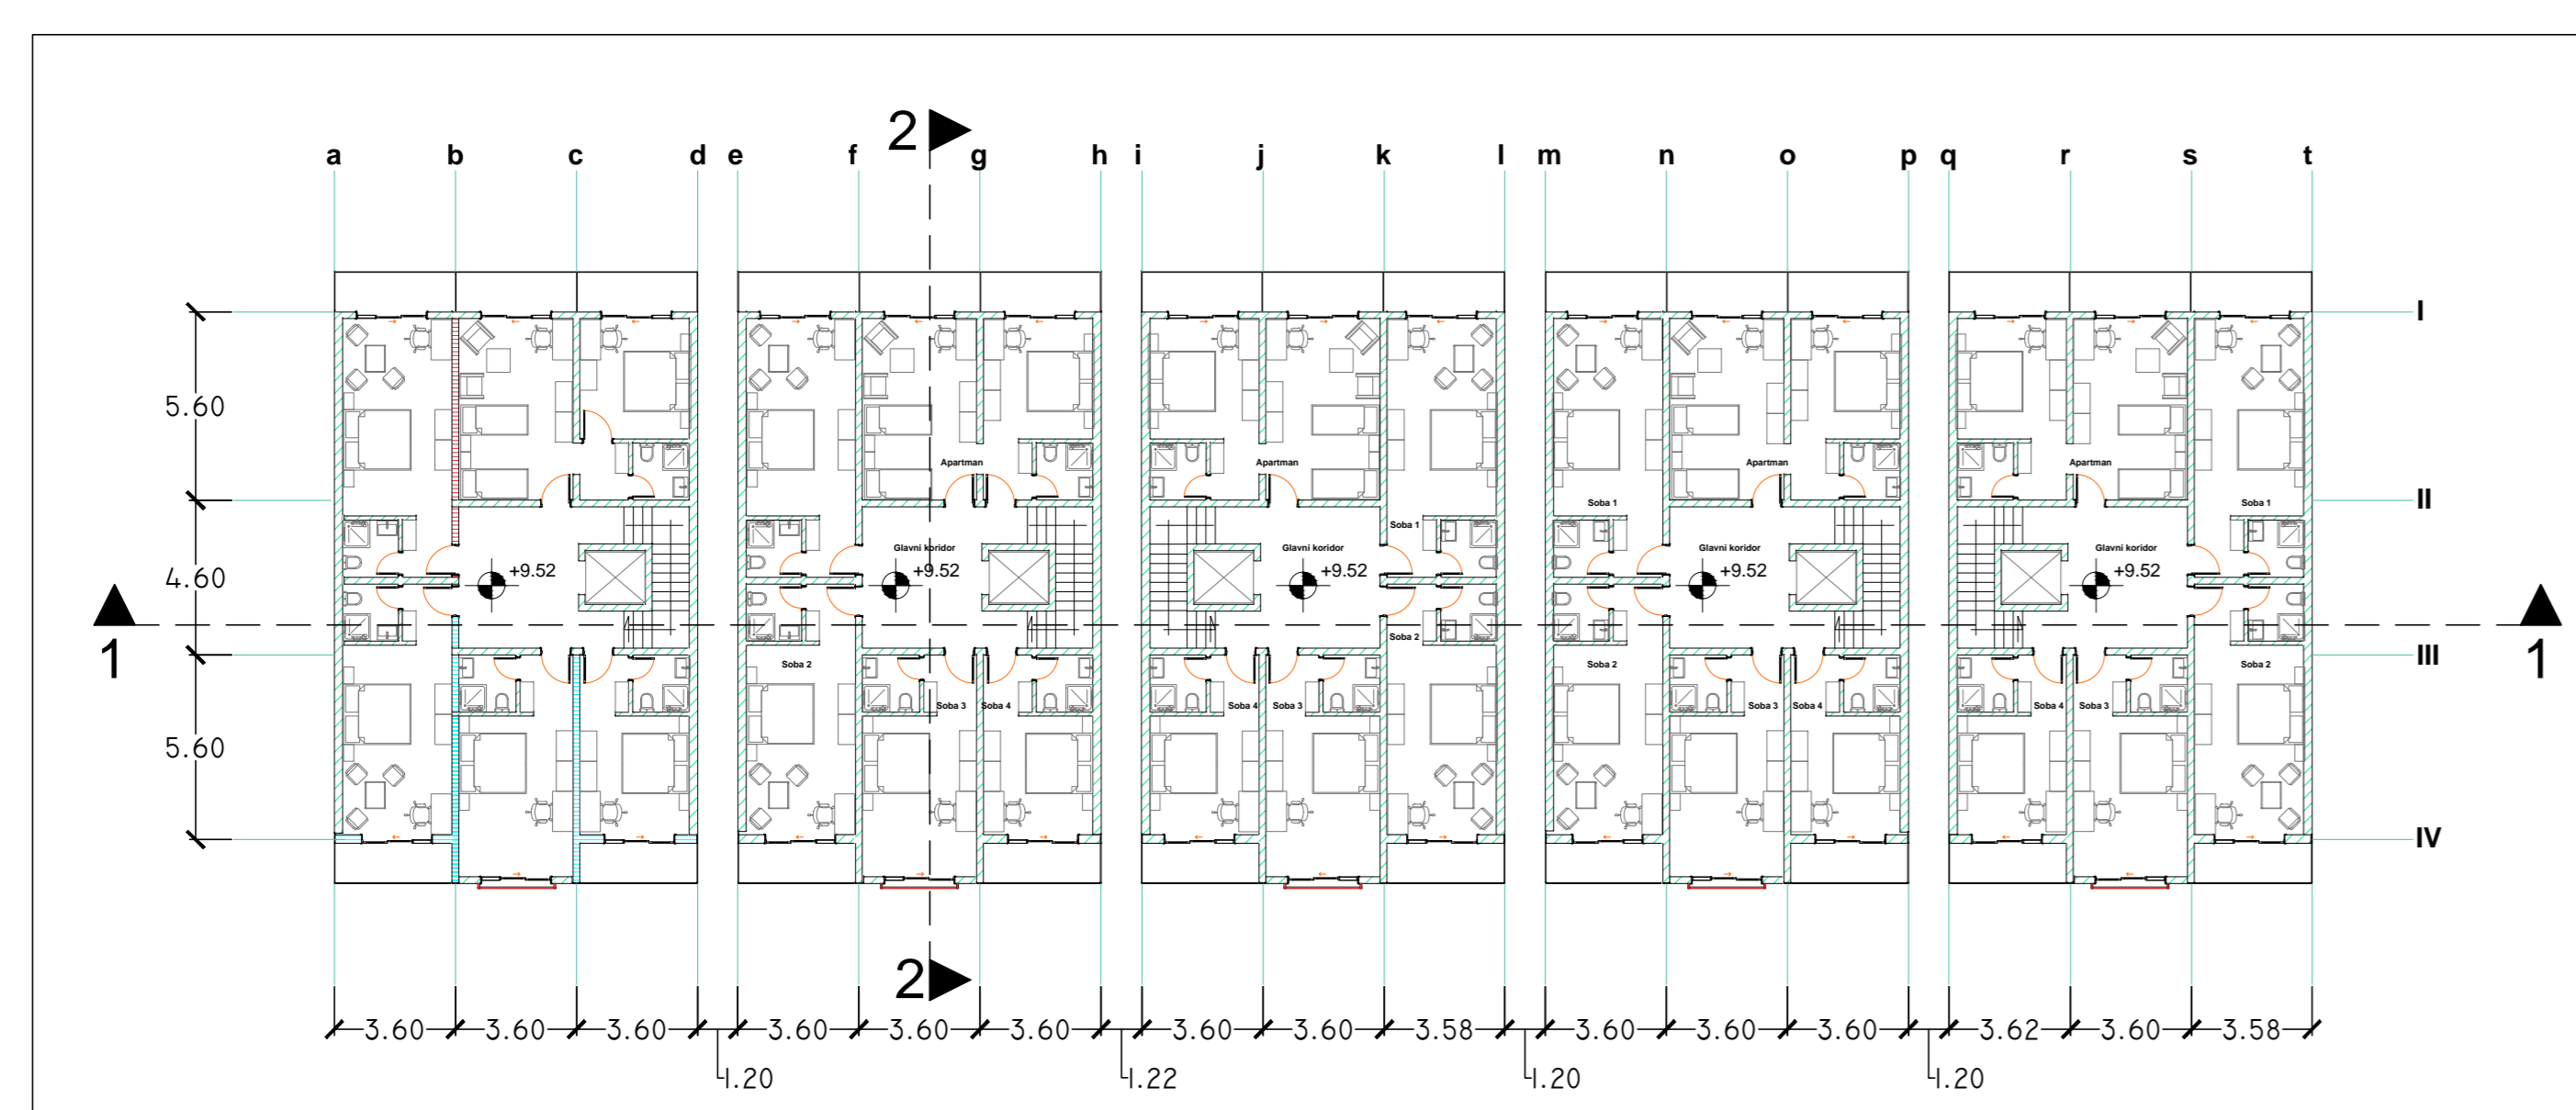 2
a b c d e f g h i j k l m n o p q r s t
I
5.60
Apartman Apartman Apartman Apartman
II
Soba 1 Soba 1 Soba 1
Soba 1
Glavni koridor Glavni koridor Glavni koridor Glavni koridor
4.60 +9.52 +9.52 +9.52 +9.52 +9.52
1 1
Soba 2
III
Soba 2 Soba 2 Soba 2
Soba 3 Soba 4 Soba 4 Soba 3 Soba 3 Soba 4 Soba 4 Soba 3
5.60
IV
2
3.60 3.60 3.60 3.60 3.60 3.60 3.60 3.60 3.58 3.60 3.60 3.60 3.62 3.60 3.58
1.20 1.22 1.20 1.20